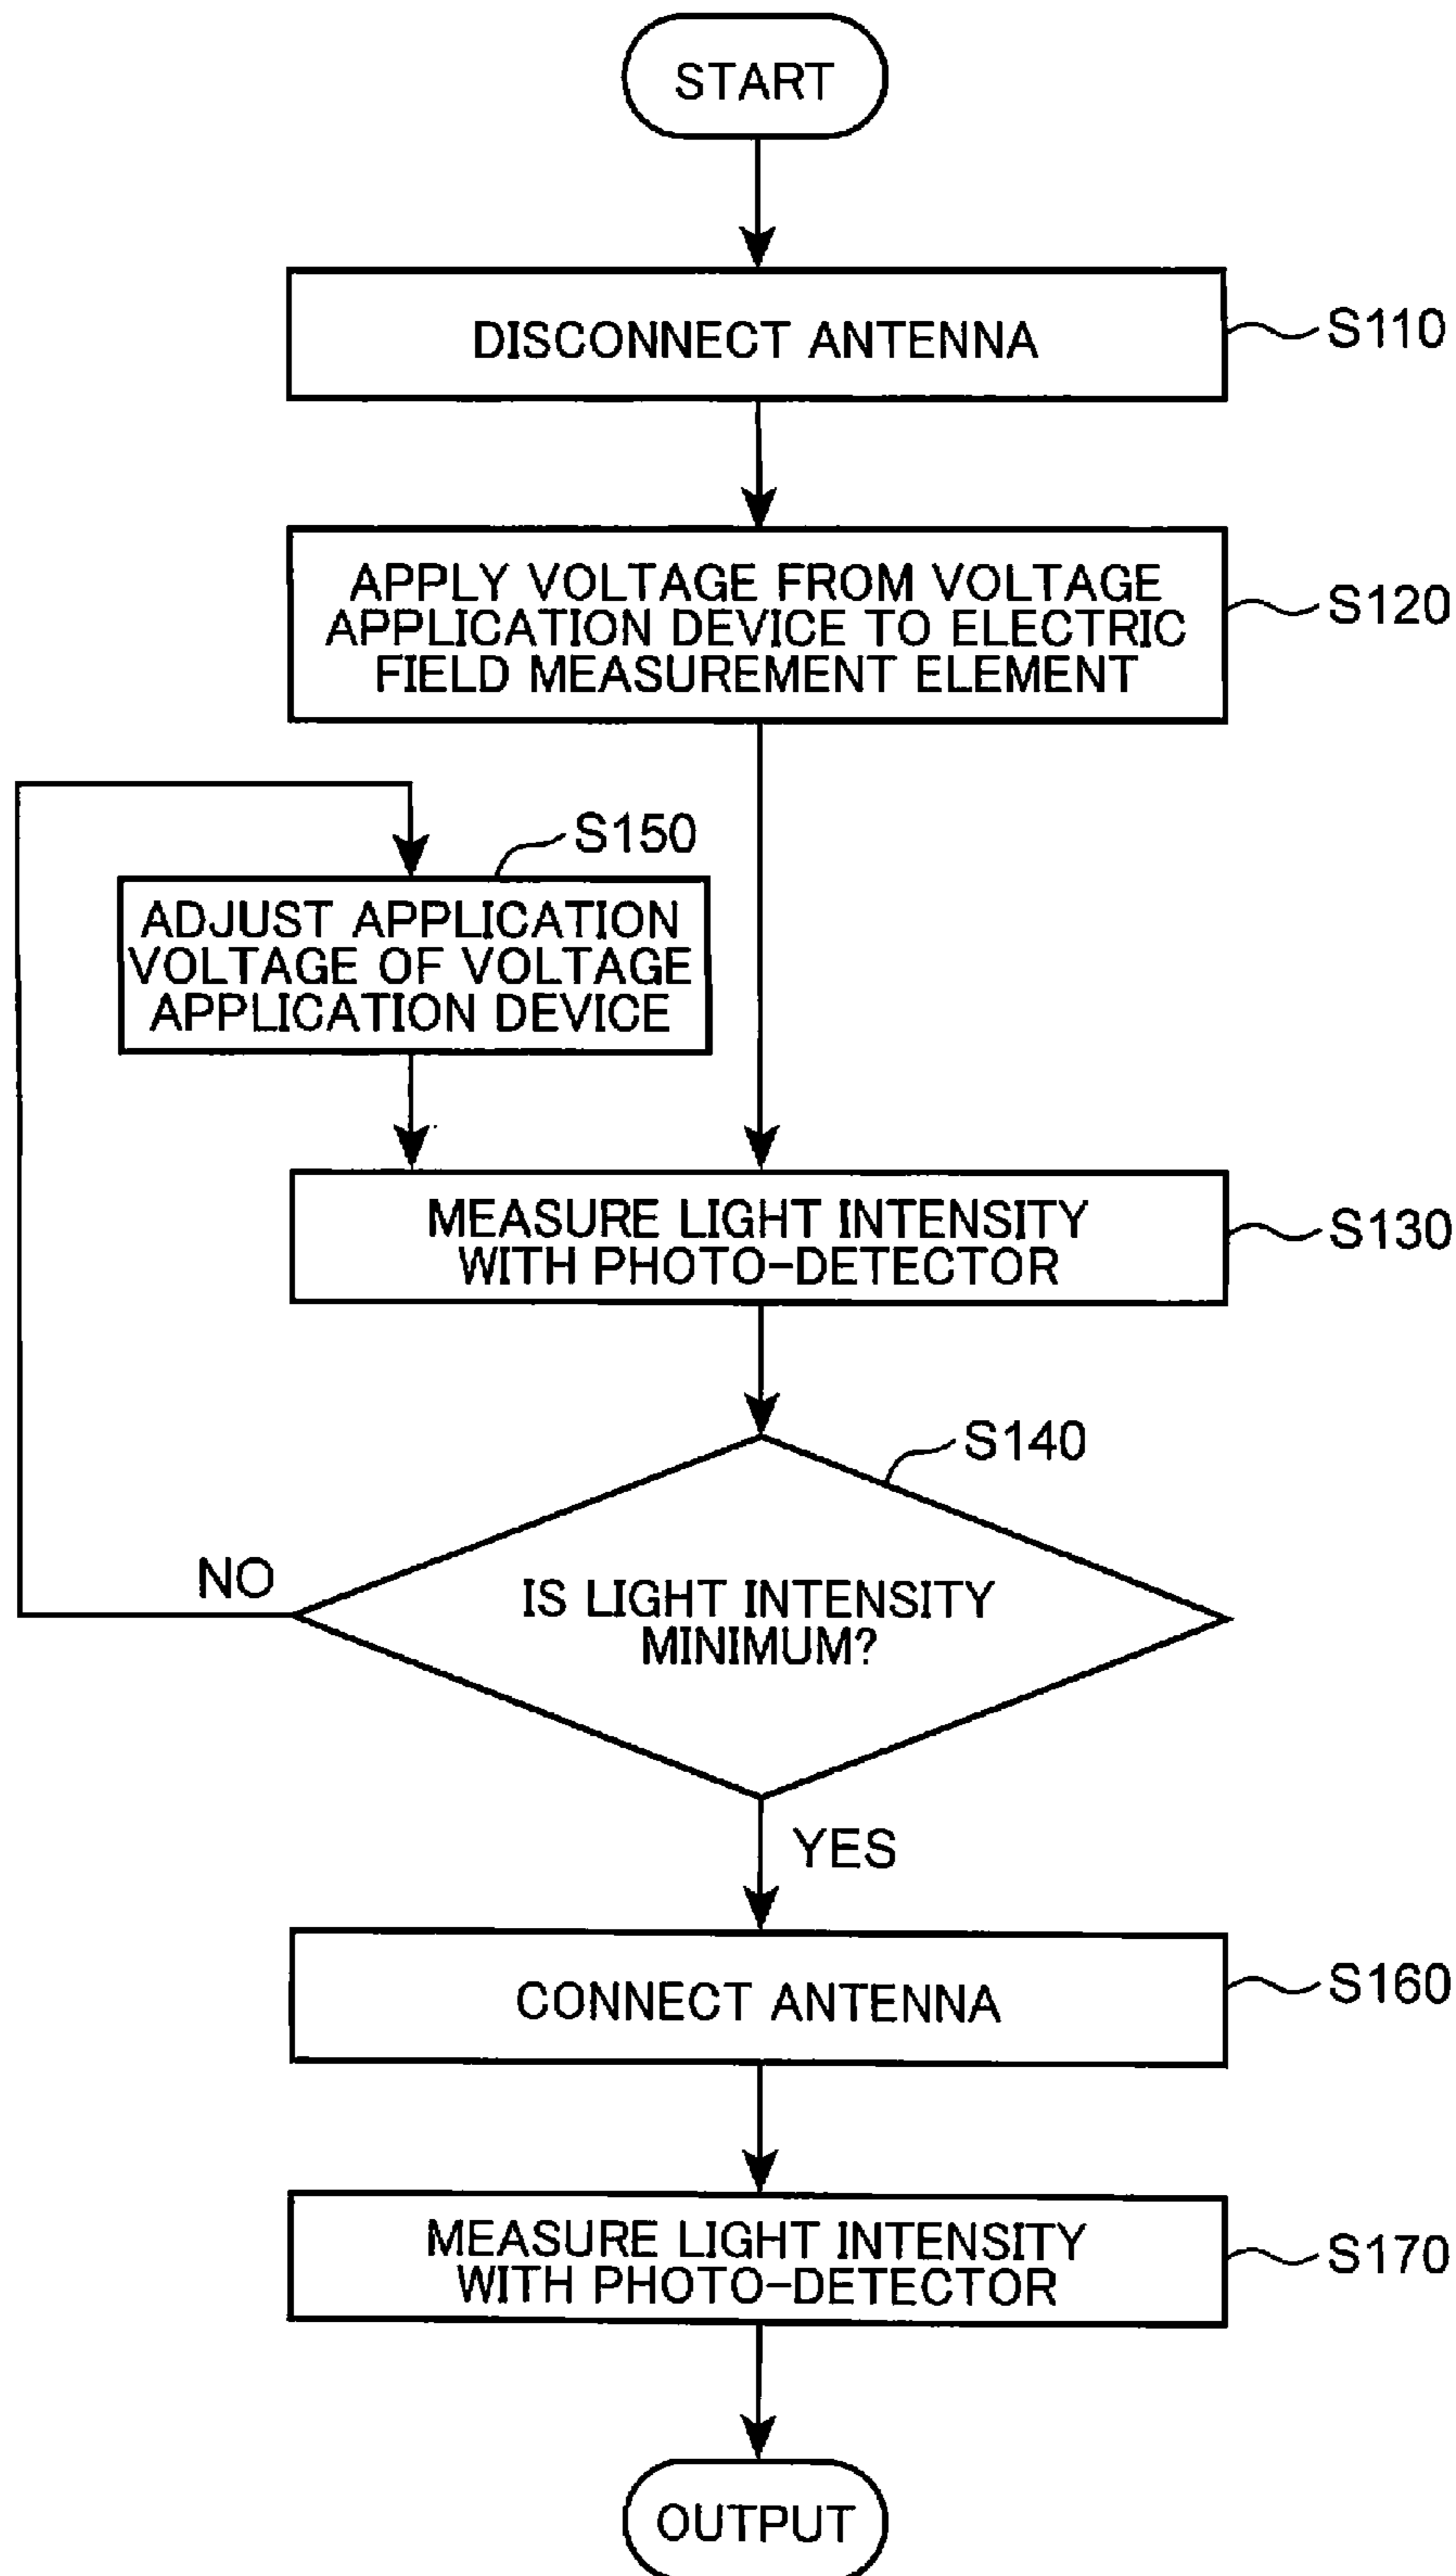 START
DISCONNECT ANTENNA
S110
APPLY VOLTAGE FROM VOLTAGE
APPLICATION DEVICE TO ELECTRIC
FIELD MEASUREMENT ELEMENT
S120
S150
ADJUST APPLICATION
VOLTAGE OF VOLTAGE
APPLICATION DEVICE
MEASURE LIGHT INTENSITY
WITH PHOTO-DETECTOR
S130
S140
NO
IS LIGHT INTENSITY
MINIMUM?
YES
CONNECT ANTENNA
S160
MEASURE LIGHT INTENSITY
WITH PHOTO-DETECTOR
S170
OUTPUT